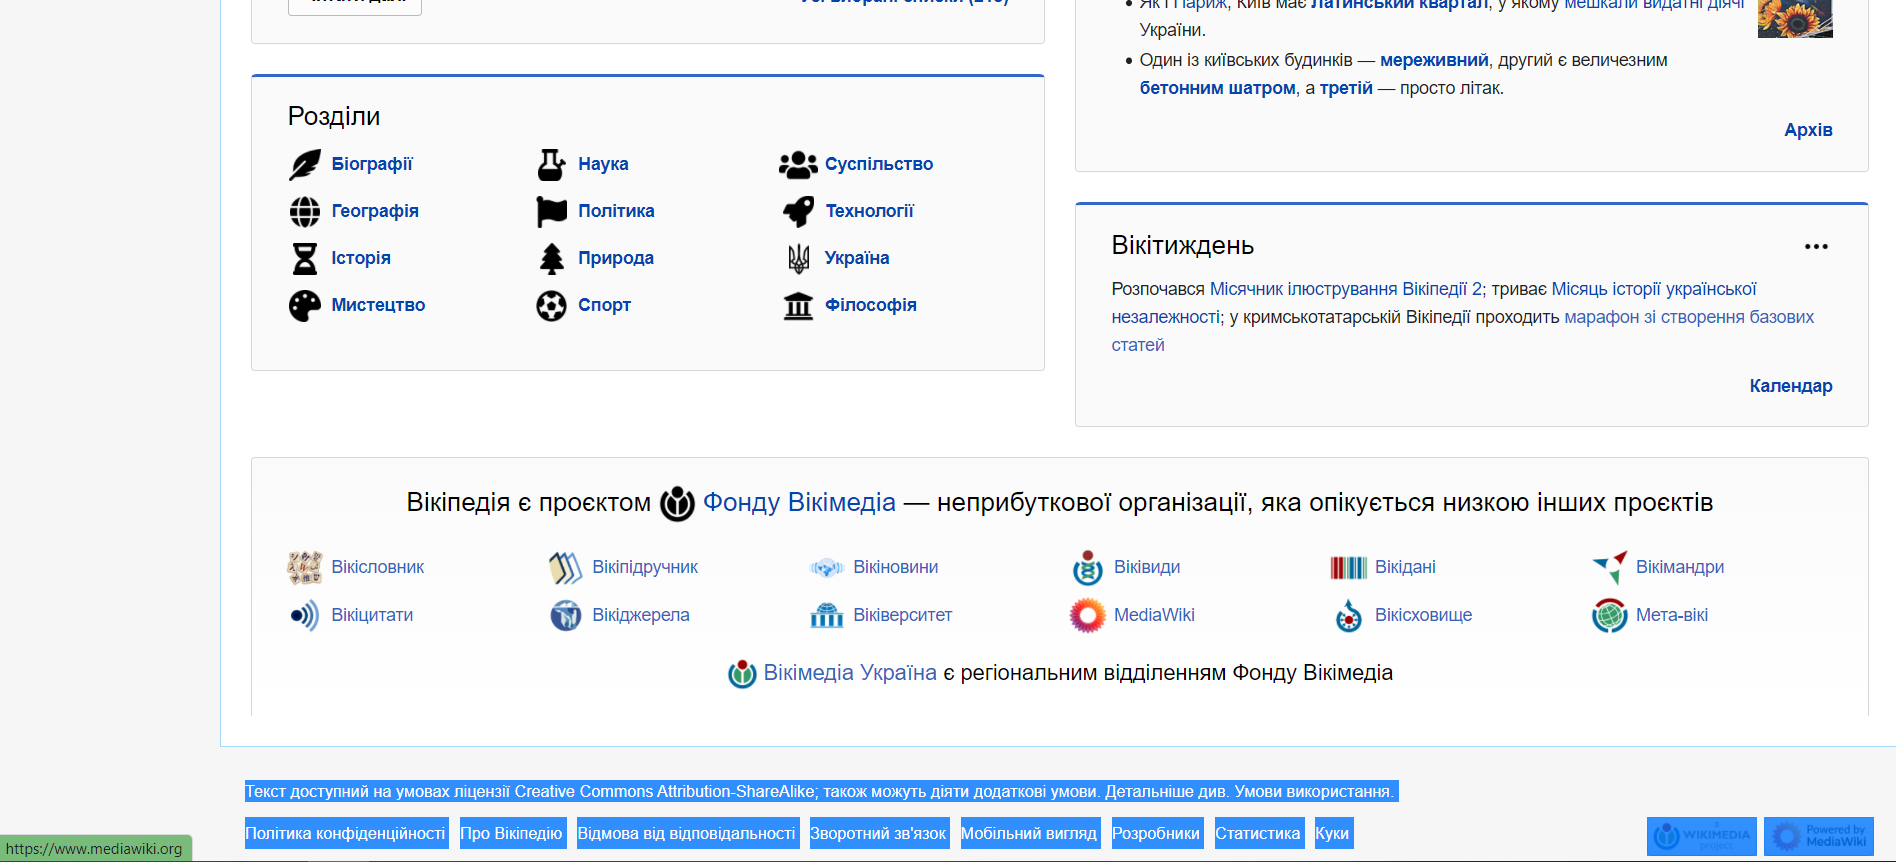 Як і Париж, Київ має Латинський квартал, у якому мешкали видатні діячі
України.
Один із київських будинків — мереживний, другий є величезним
бетонним шатром, а третій — просто літак.
Архів
Розділи
Біографії Наука Суспільство
Географія Політика Технології
Історія Природа Україна
Мистецтво Спорт Філософія
Вікітиждень
Розпочався Місячник ілюстрування Вікіпедії 2; триває Місяць історії української
незалежності; у кримськотатарській Вікіпедії проходить марафон зі створення базових
статей
Календар
Вікіпедія є проєктом Фонду Вікімедіа — неприбуткової організації, яка опікується низкою інших проєктів
Вікісловник Вікіпідручник Вікіновини Віківиди Вікідані Вікімандри
Вікіцитати Вікіджерела Віківерситет MediaWiki Вікісховище Мета-вікі
Вікімедіа Україна є регіональним відділенням Фонду Вікімедіа
Текст доступний на умовах ліцензії Creative Commons Attribution-ShareAlike; також можуть діяти додаткові умови. Детальніше див. Умови використання.
Політика конфіденційності Про Вікіпедію Відмова від відповідальності Зворотний зв'язок Мобільний вигляд Розробники Статистика Куки
A
WIKIMEDIA
project
Powered by
MediaWiki
https://www.mediawiki.org